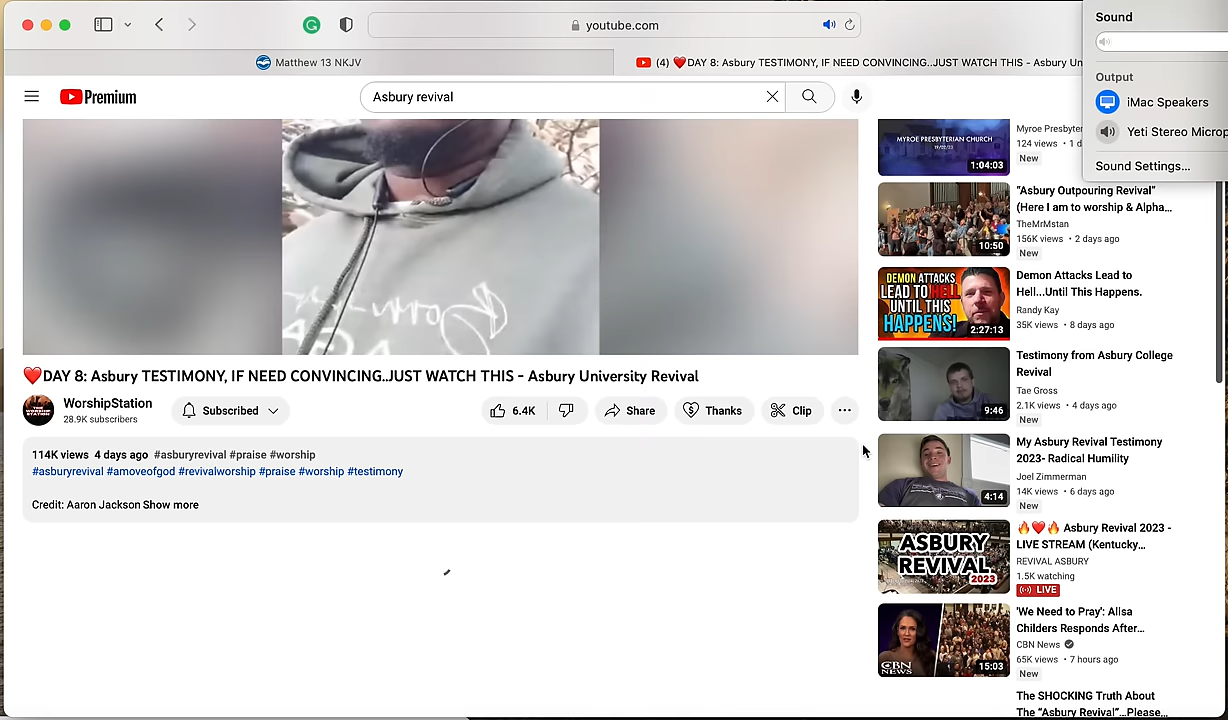 Sound
youtube.com
Output
iMac Speakers
Yeti Stereo Microp
Sound Settings...
Matthew 13 NKJV
(4) ❤️DAY 8: Asbury TESTIMONY, IF NEED CONVINCING..JUST WATCH THIS - Asbury Un
Premium
Asbury revival
MYROE PRESBYTERIAN CHURCH
1:04:03
Myroe Presbyter
124 views • 1 d
New
10:50
"Asbury Outpouring Revival"
(Here I am to worship & Alpha...
TheMrMstan
156K views • 2 days ago
New
DEMON ATTACKS
LEAD TO HELL
UNTIL THIS
HAPPENS!
2:27:13
Demon Attacks Lead to
Hell...Until This Happens.
Randy Kay
35K views • 8 days ago
❤️DAY 8: Asbury TESTIMONY, IF NEED CONVINCING..JUST WATCH THIS - Asbury University Revival
WorshipStation
28.9K subscribers
Subscribed
6.4K
Share
Thanks
Clip
114K views 4 days ago #asburyrevival #praise #worship
#asburyrevival #amoveofgod #revivalworship #praise #worship #testimony
Credit: Aaron Jackson Show more
9:46
Testimony from Asbury College
Revival
Tae Gross
2.1K views • 4 days ago
New
4:14
My Asbury Revival Testimony
2023- Radical Humility
Joel Zimmerman
14K views • 6 days ago
New
ASBURY
REVIVAL
2023
🔥❤️🔥 Asbury Revival 2023 -
LIVE STREAM (Kentucky...
REVIVAL ASBURY
1.5K watching
LIVE
CBN
NEWS
15:03
'We Need to Pray': Alisa
Childers Responds After...
CBN News
65K views • 7 hours ago
New
The SHOCKING Truth About
The "Asbury Revival"...Please...